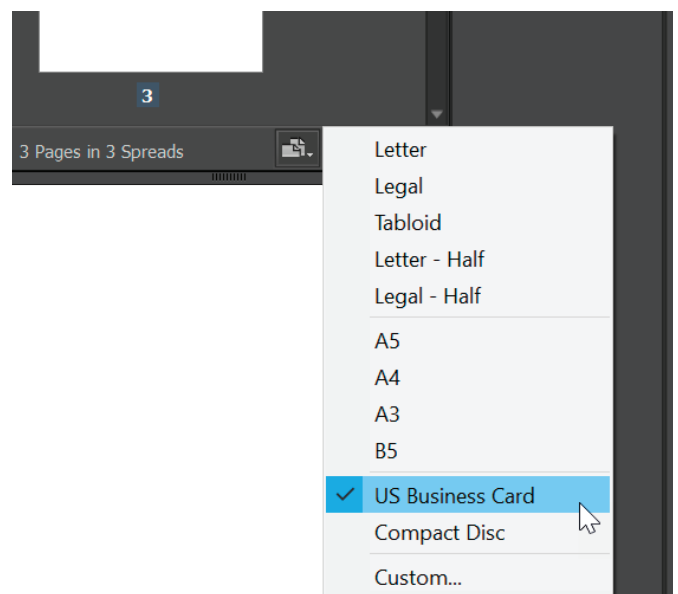 3
3 Pages in 3 Spreads
Letter
Legal
Tabloid
Letter - Half
Legal - Half
A5
A4
A3
B5
US Business Card
Compact Disc
Custom...